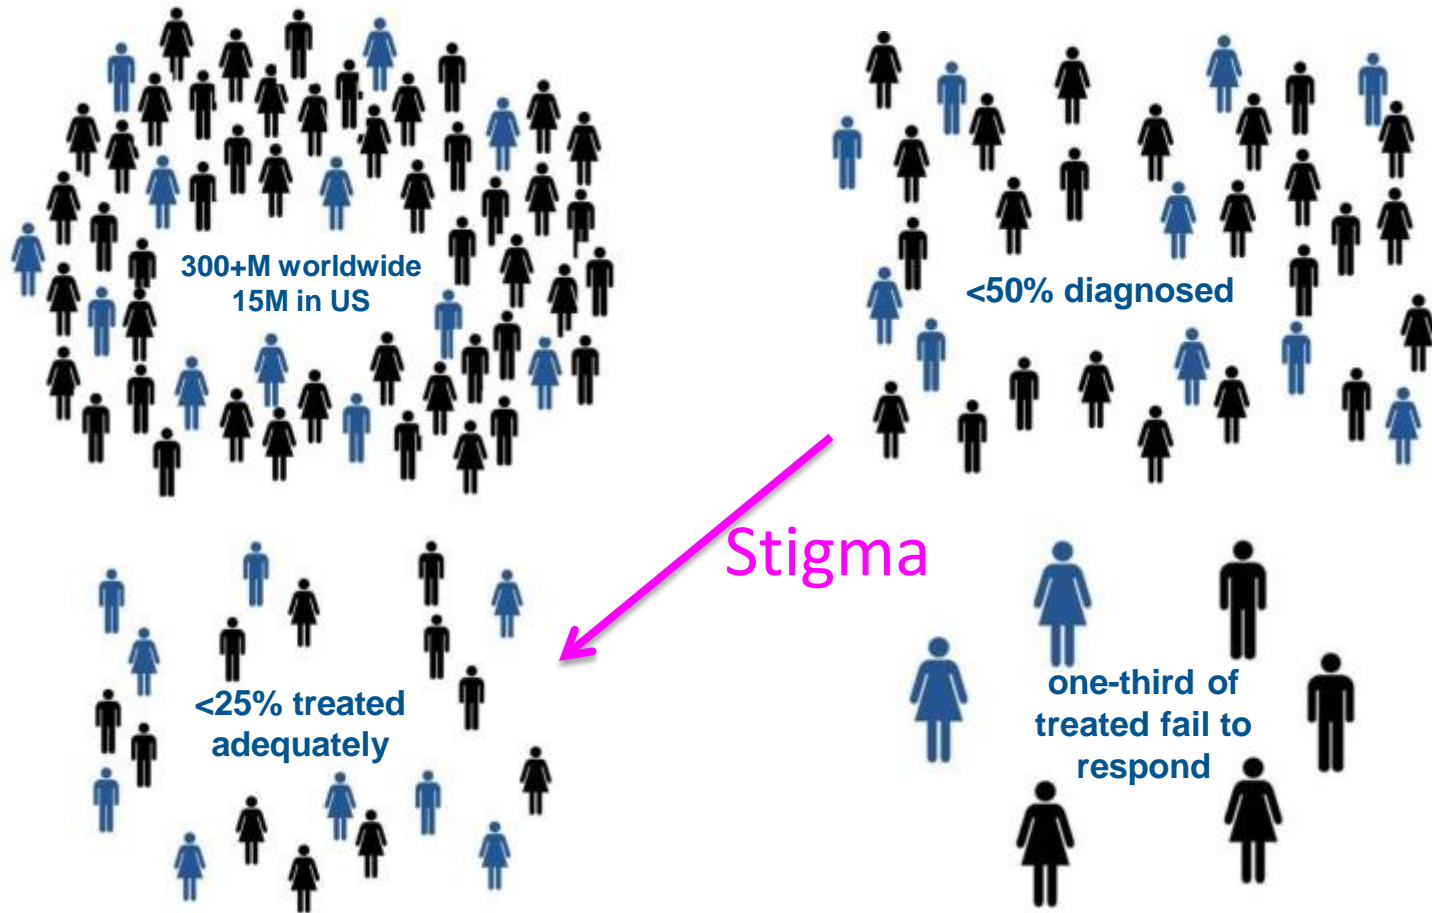 300+M worldwide
15M in US
<50% diagnosed
Stigma
<25% treated
adequately
one-third of
treated fail to
respond